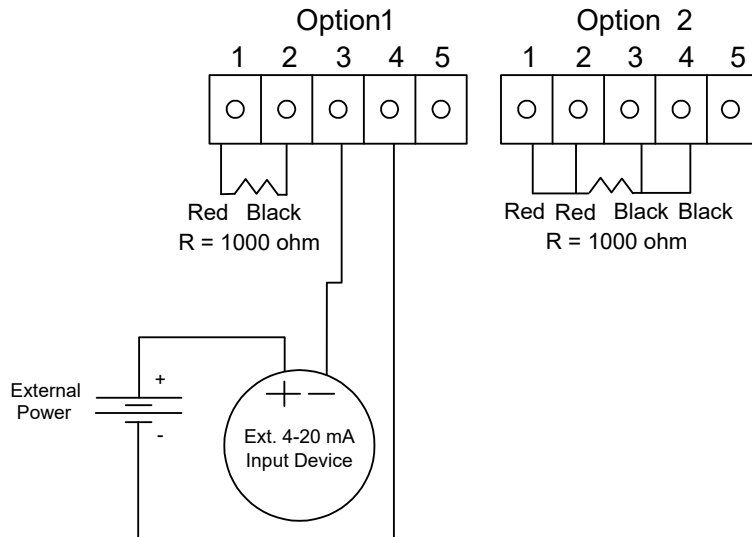 Option1
1 2 3 4 5
Red Black
R = 1000 ohm
Option 2
1 2 3 4 5
Red Red Black Black
R = 1000 ohm
External
Power
+
-
+ −
Ext. 4-20 mA
Input Device